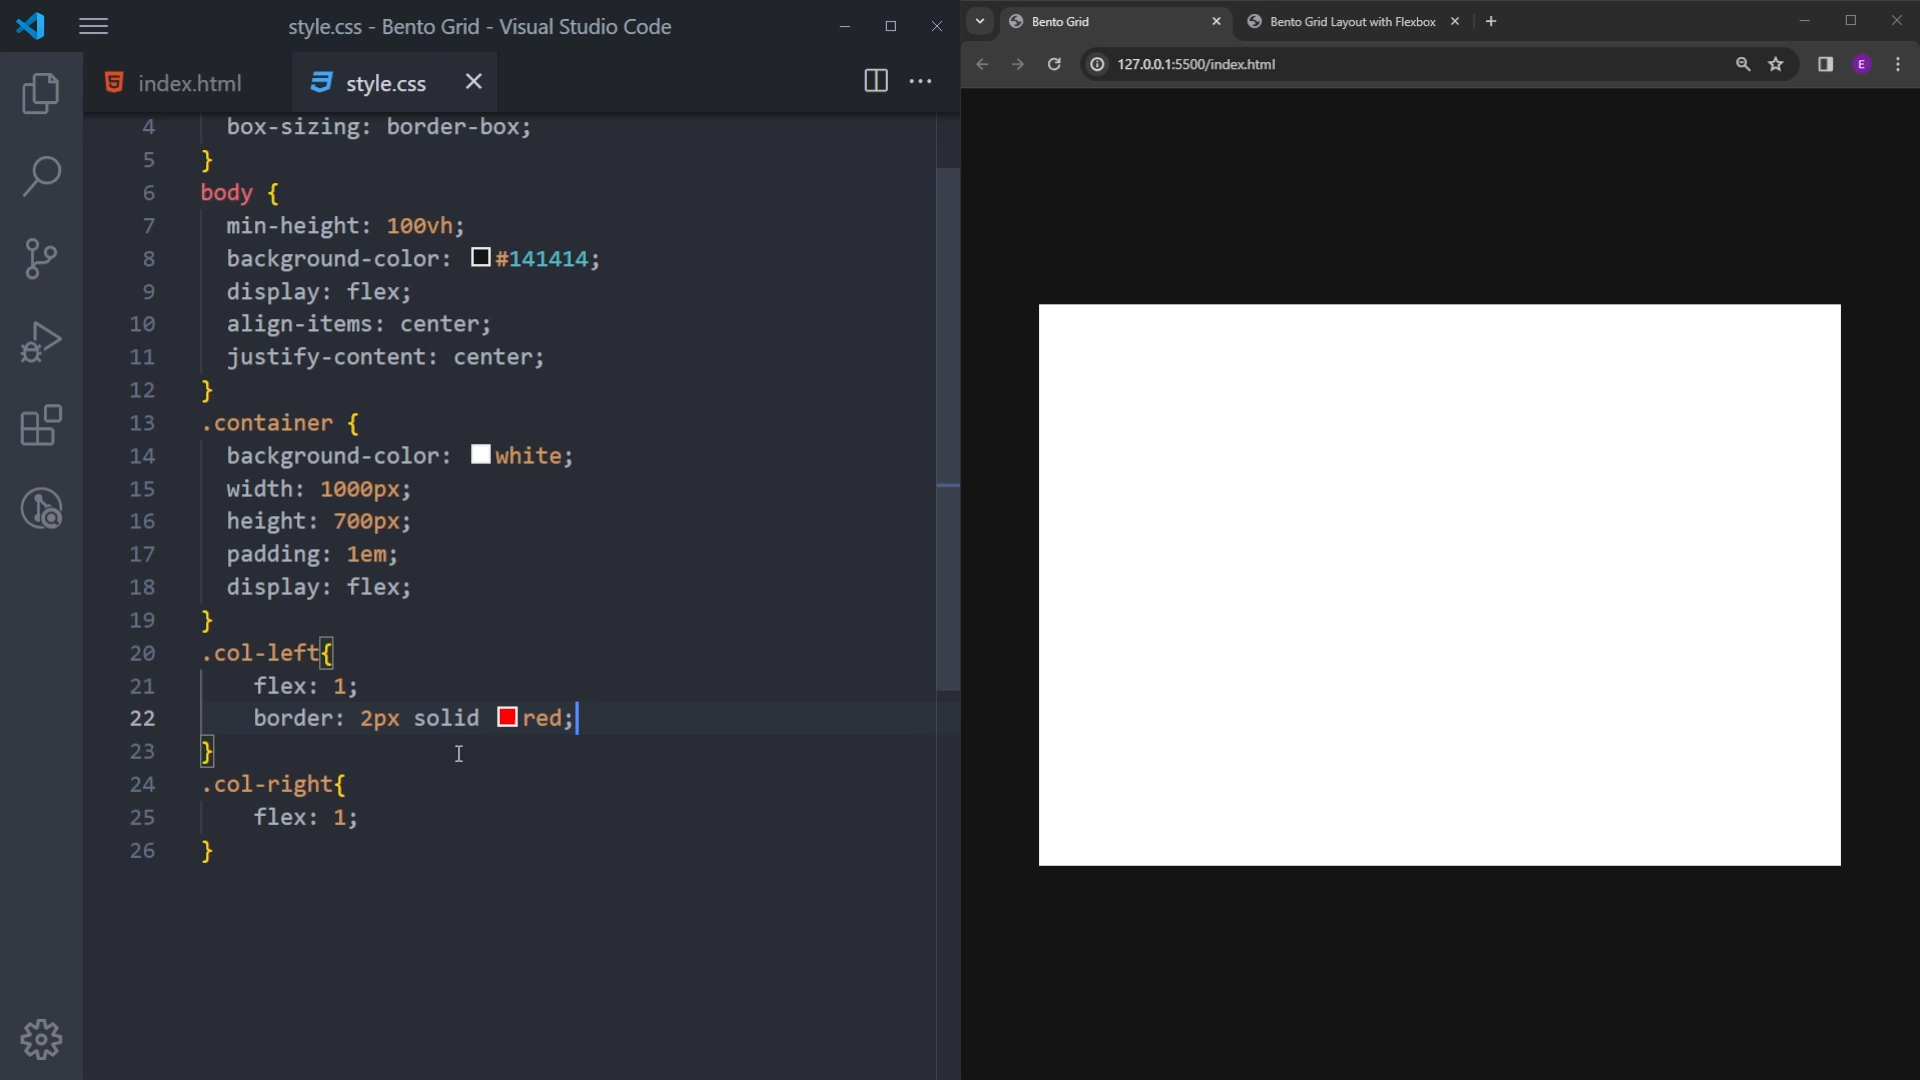 style.css - Bento Grid - Visual Studio Code
index.html
style.css
4 box-sizing: border-box;
5 }
6 body {
7 min-height: 100vh;
8 background-color: #141414;
9 display: flex;
10 align-items: center;
11 justify-content: center;
12 }
13 .container {
14 background-color: white;
15 width: 1000px;
16 height: 700px;
17 padding: 1em;
18 display: flex;
19 }
20 .col-left{
21 flex: 1;
22 border: 2px solid red;
23 }
24 .col-right{
25 flex: 1;
26 }
Bento Grid
Bento Grid Layout with Flexbox
127.0.0.1:5500/index.html
E